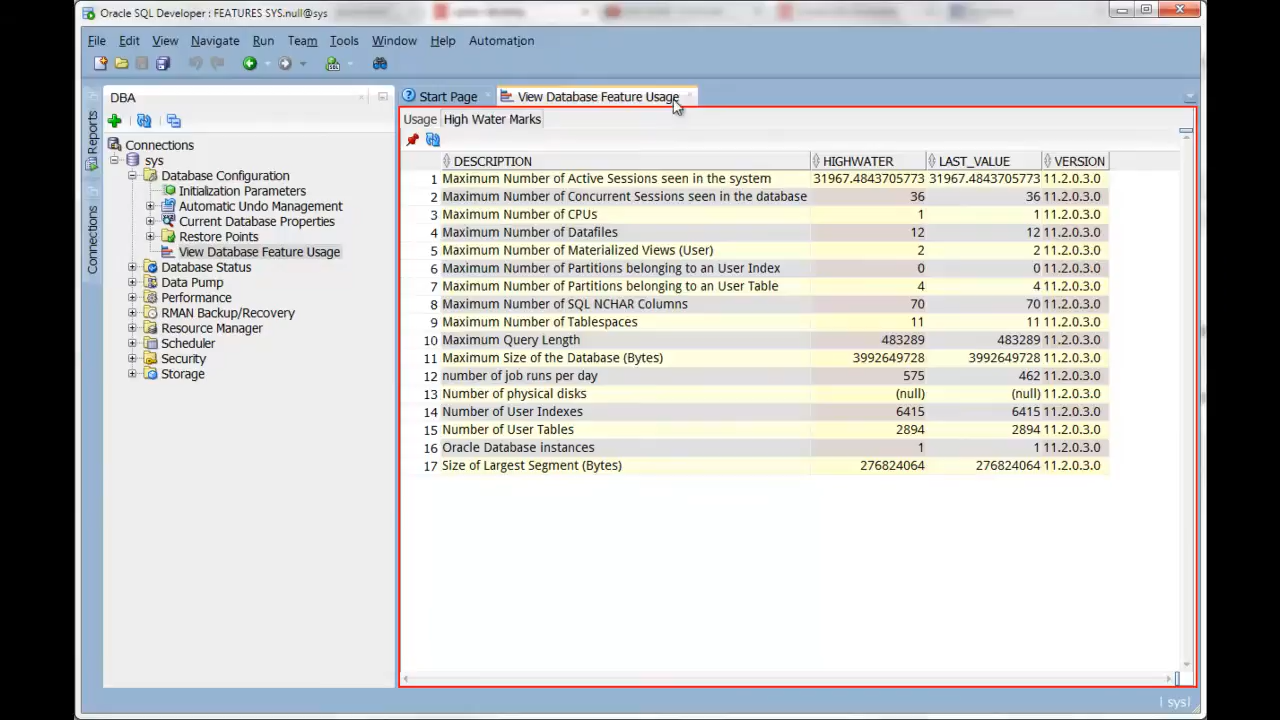 Oracle SQL Developer : FEATURES SYS.null@sys
File Edit View Navigate Run Team Tools Window Help Automation
DBA
Reports
Connections
Connections
sys
Database Configuration
Initialization Parameters
Automatic Undo Management
Current Database Properties
Restore Points
View Database Feature Usage
Database Status
Data Pump
Performance
RMAN Backup/Recovery
Resource Manager
Scheduler
Security
Storage
Start Page View Database Feature Usage
Usage High Water Marks
DESCRIPTION HIGHWATER LAST_VALUE VERSION
1 Maximum Number of Active Sessions seen in the system 31967.4843705773 31967.4843705773 11.2.0.3.0
2 Maximum Number of Concurrent Sessions seen in the database 36 36 11.2.0.3.0
3 Maximum Number of CPUs 1 1 11.2.0.3.0
4 Maximum Number of Datafiles 12 12 11.2.0.3.0
5 Maximum Number of Materialized Views (User) 2 2 11.2.0.3.0
6 Maximum Number of Partitions belonging to an User Index 0 0 11.2.0.3.0
7 Maximum Number of Partitions belonging to an User Table 4 4 11.2.0.3.0
8 Maximum Number of SQL NCHAR Columns 70 70 11.2.0.3.0
9 Maximum Number of Tablespaces 11 11 11.2.0.3.0
10 Maximum Query Length 483289 483289 11.2.0.3.0
11 Maximum Size of the Database (Bytes) 3992649728 3992649728 11.2.0.3.0
12 number of job runs per day 575 462 11.2.0.3.0
13 Number of physical disks (null) (null) 11.2.0.3.0
14 Number of User Indexes 6415 6415 11.2.0.3.0
15 Number of User Tables 2894 2894 11.2.0.3.0
16 Oracle Database instances 1 1 11.2.0.3.0
17 Size of Largest Segment (Bytes) 276824064 276824064 11.2.0.3.0
| sys|